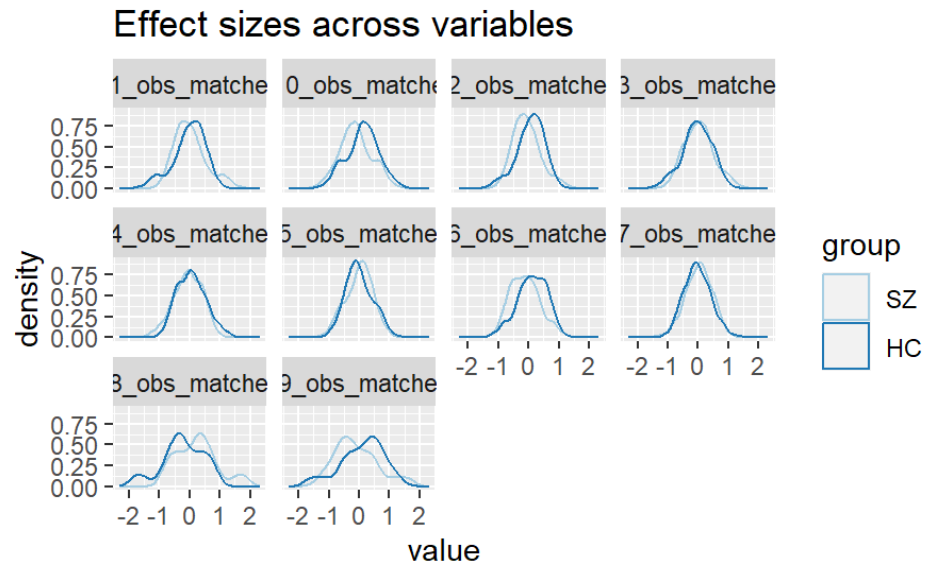 Effect sizes across variables
1_obs_matche
0_obs_matche
2_obs_matche
3_obs_matche
0.75
0.50
0.25
0.00
4_obs_matche
5_obs_matche
6_obs_matche
7_obs_matche
0.75
0.50
0.25
0.00
-2 -1 0 1 2
-2 -1 0 1 2
8_obs_matche
9_obs_matche
0.75
0.50
0.25
0.00
-2 -1 0 1 2
-2 -1 0 1 2
density
value
group
SZ
HC